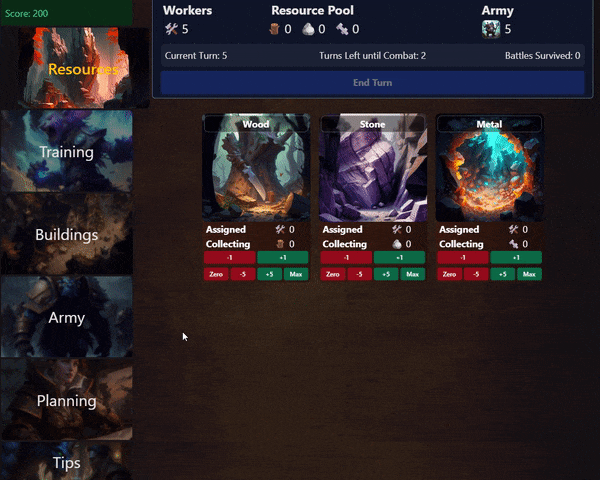 Score: 200
Workers
5
Resource Pool
0 0 0
Army
5
Current Turn: 5
Turns Left until Combat: 2
Battles Survived: 0
End Turn
Resources
Training
Buildings
Army
Planning
Tips
Wood
Assigned 0
Collecting 0
-1 +1
Zero -5 +5 Max
Stone
Assigned 0
Collecting 0
-1 +1
Zero -5 +5 Max
Metal
Assigned 0
Collecting 0
-1 +1
Zero -5 +5 Max